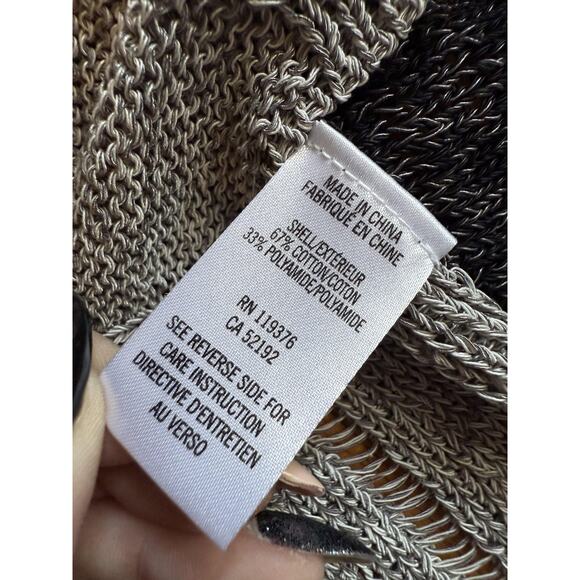 MADE IN CHINA
FABRIQUÉ EN CHINE
SHELL/EXTÉRIEUR
67% COTTON/COTON
33% POLYAMIDE/POLYAMIDE
RN 119376
CA 52192
SEE REVERSE SIDE FOR
CARE INSTRUCTION
DIRECTIVE D'ENTRETIEN
AU VERSO